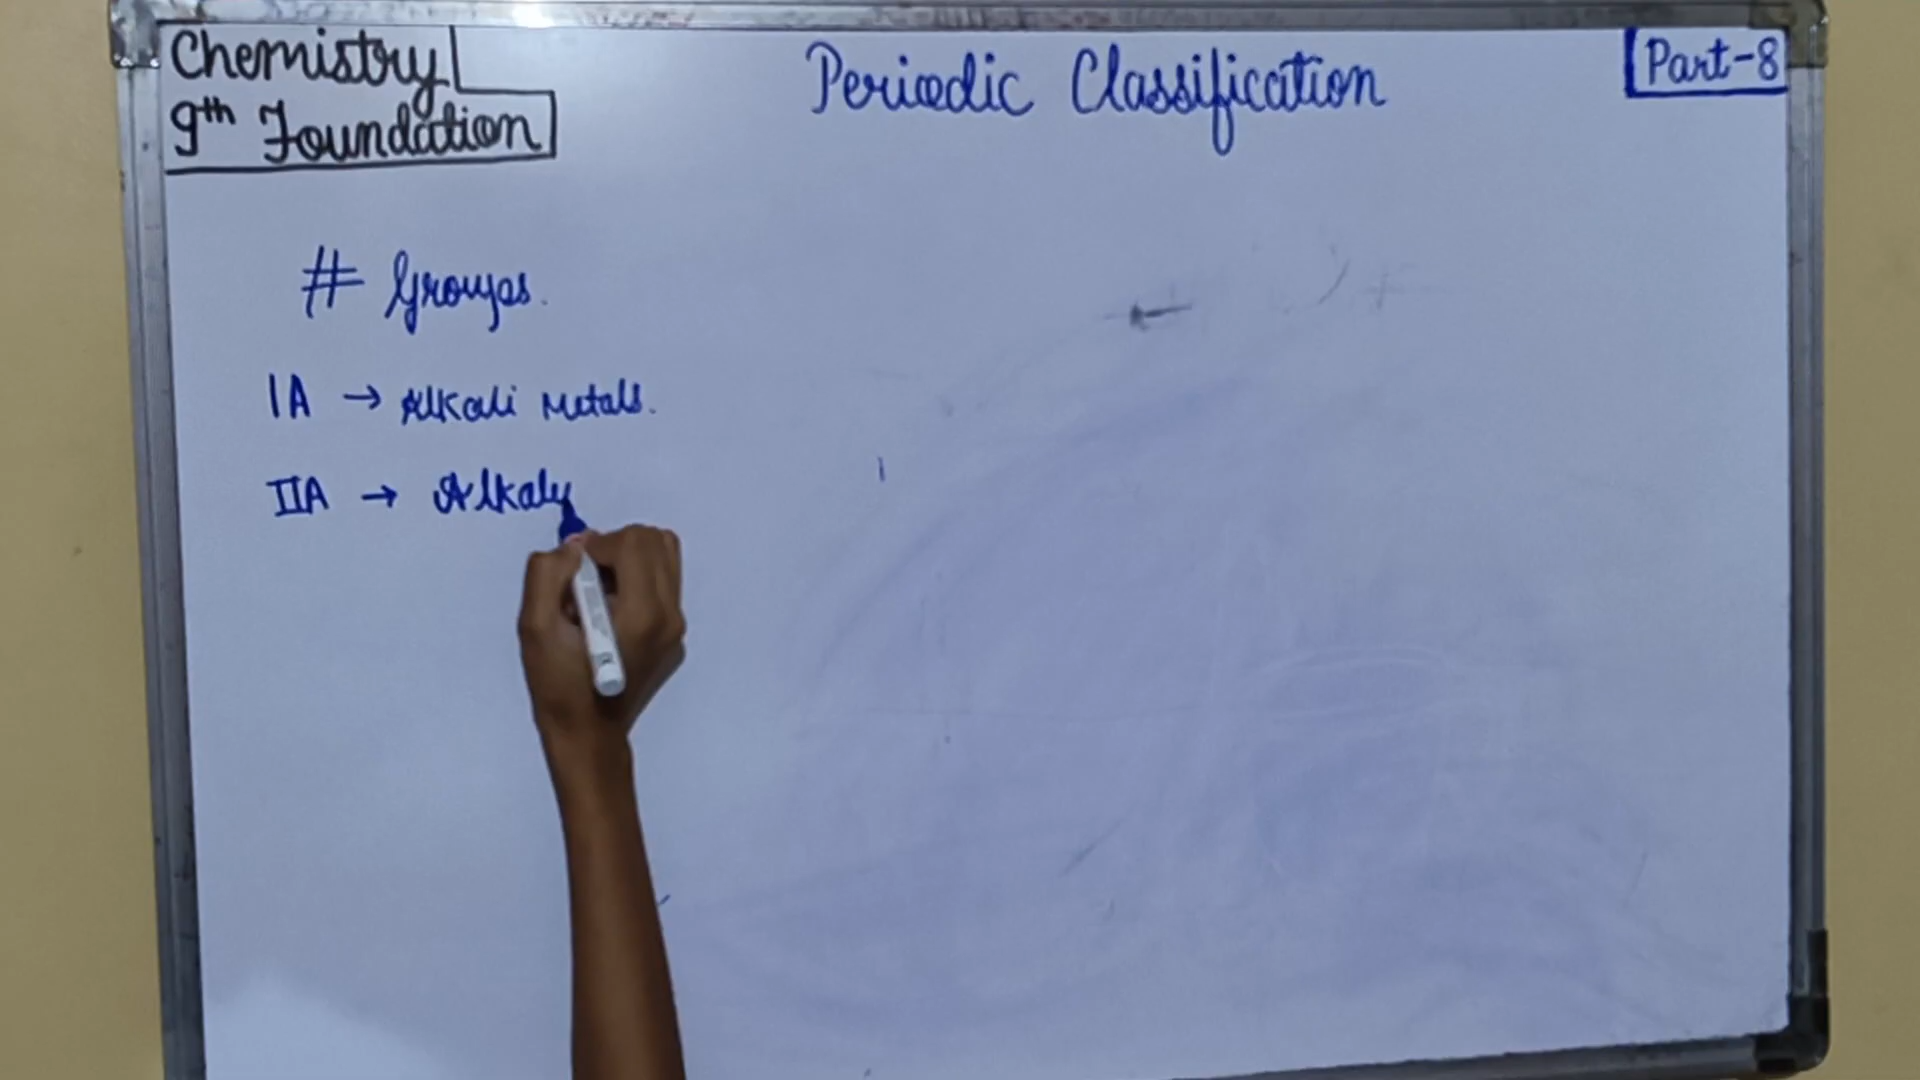 Chemistry
9th Foundation
Periodic Classification
Part-8
# Groups.
IA → Alkali Metals.
IIA → Alkaly